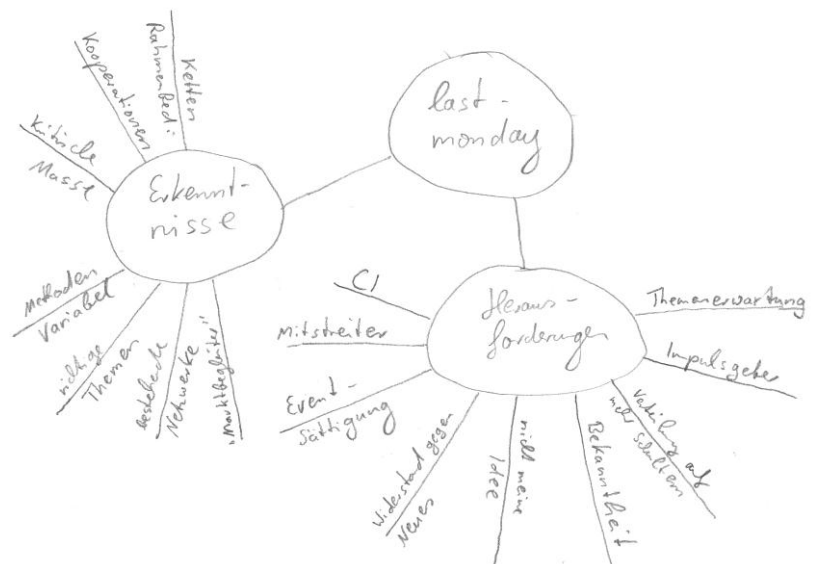 last-
monday
Erkennt-
nisse
Ketten
Rahmenbed.:
Kooperationen
Kritische
Masse
Methoden
Variabel
richtige
Themen
bestehende
Netzwerke
„Marktbegleiter"
Heraus-
forderungen
CI
Mitstreiter
Event-
Sättigung
Widerstand gegen
Neues
nicht meine
Idee
Bekanntheit
Verteilung auf
mehr Schultern
Impulsgeber
Themenerwartung